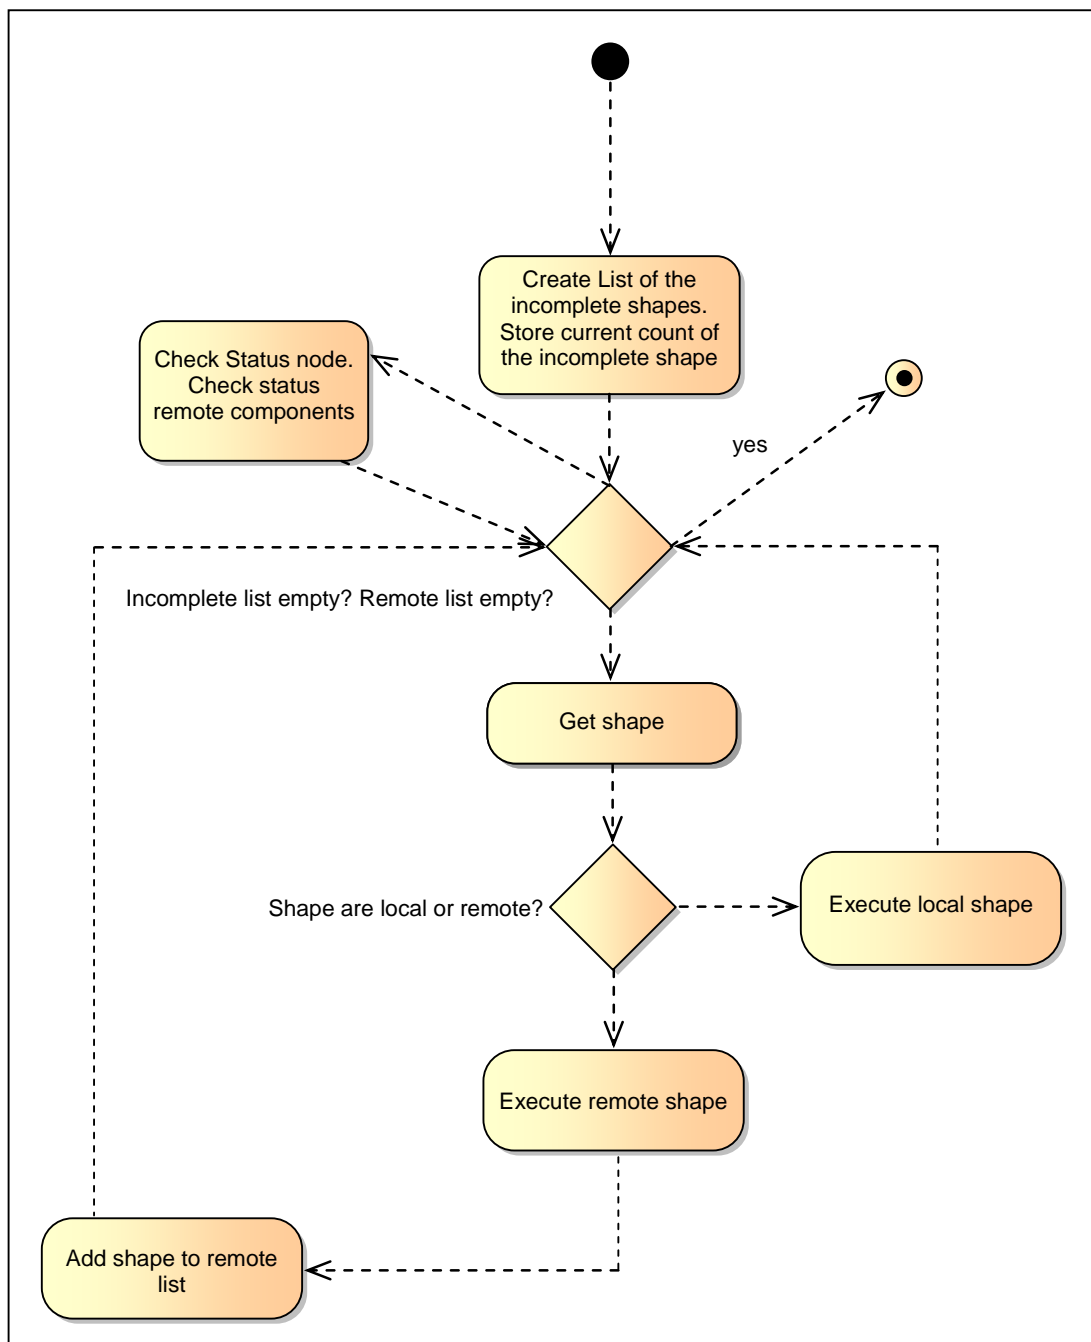 Create List of the
incomplete shapes.
Store current count of
the incomplete shape
Check Status node.
Check status
remote components
yes
Incomplete list empty? Remote list empty?
Get shape
Shape are local or remote?
Execute local shape
Execute remote shape
Add shape to remote
list